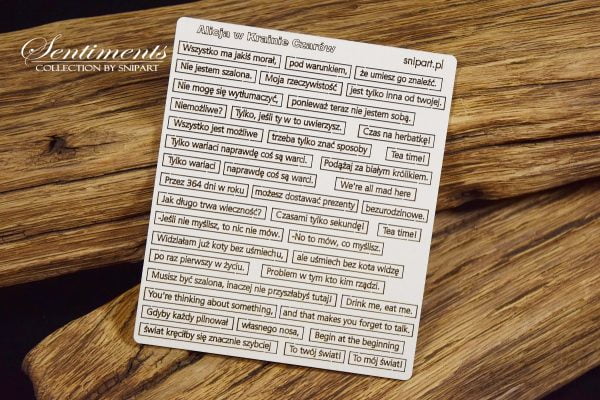 Sentiments
COLLECTION BY SNIPART
Alicja w Krainie Czarów
snipart.pl
Wszystko ma jakiś morał, pod warunkiem, że umiesz go znaleźć.
Nie jestem szalona. Moja rzeczywistość jest tylko inna od twojej.
Nie mogę się wytłumaczyć, ponieważ teraz nie jestem sobą.
Niemożliwe? Tylko, jeśli ty w to uwierzysz. Czas na herbatkę!
Wszystko jest możliwe trzeba tylko znać sposoby Tea time!
Tylko wariaci naprawdę coś są warci. Podążaj za białym królikiem.
Tylko wariaci naprawdę coś są warci. We're all mad here
Przez 364 dni w roku możesz dostawać prezenty bezurodzinowe.
Jak długo trwa wieczność? Czasami tylko sekundę! Tea time!
-Jeśli nie myślisz, to nic nie mów. -No to mów, co myślisz.
Widziałam już koty bez uśmiechu, ale uśmiech bez kota widzę
po raz pierwszy w życiu. Problem w tym kto kim rządzi.
Musisz być szalona, inaczej nie przyszłabyś tutaj! Drink me, eat me.
You're thinking about something, and that makes you forget to talk.
Gdyby każdy pilnował własnego nosa, Begin at the beginning
świat kręciłby się znacznie szybciej To twój świat! To mój świat!